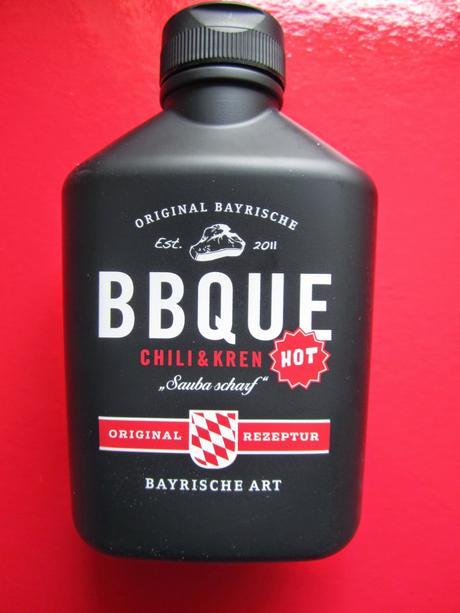 ORIGINAL BAYRISCHE
Est. 2011
BBQUE
CHILI & KREN HOT
„Sauba scharf“
ORIGINAL REZEPTUR
BAYRISCHE ART